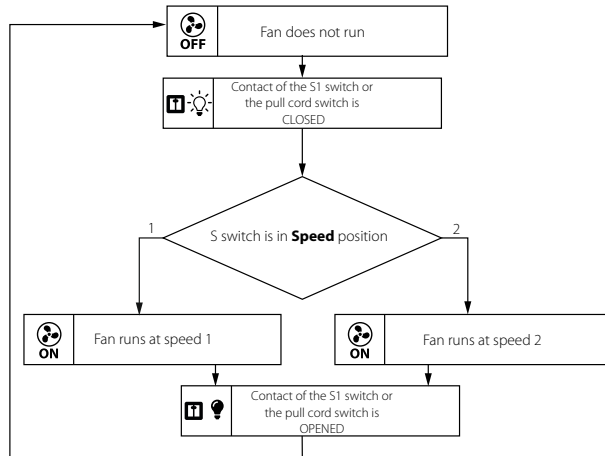 OFF
Fan does not run
Contact of the S1 switch or
the pull cord switch is
CLOSED
1
S switch is in Speed position
2
ON
Fan runs at speed 1
ON
Fan runs at speed 2
Contact of the S1 switch or
the pull cord switch is
OPENED